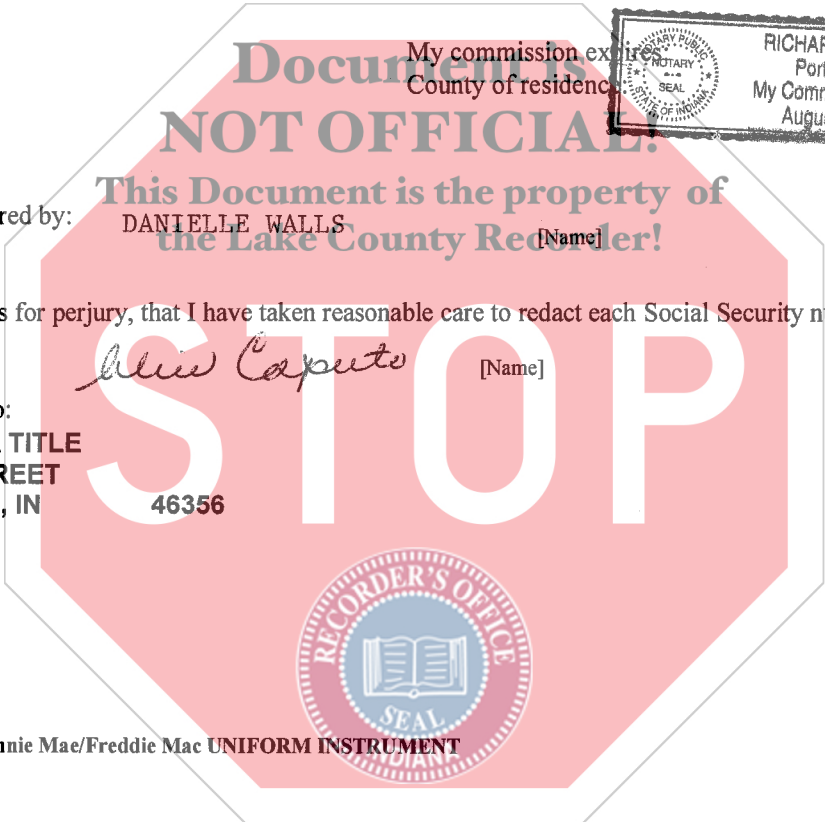 Document is
NOT OFFICIAL!
This Document is the property of
the Lake County Recorder!
STOP
My commission expires:
County of residence:
NOTARY PUBLIC
NOTARY
SEAL
STATE OF INDIANA
RICHAR
Por
My Comm
Augu
red by: DANIELLE WALLS [Name]
s for perjury, that I have taken reasonable care to redact each Social Security n
Caputo [Name]
o:
TITLE
REET
, IN 46356
RECORDER'S OFFICE
SEAL
INDIANA
nnie Mae/Freddie Mac UNIFORM INSTRUMENT